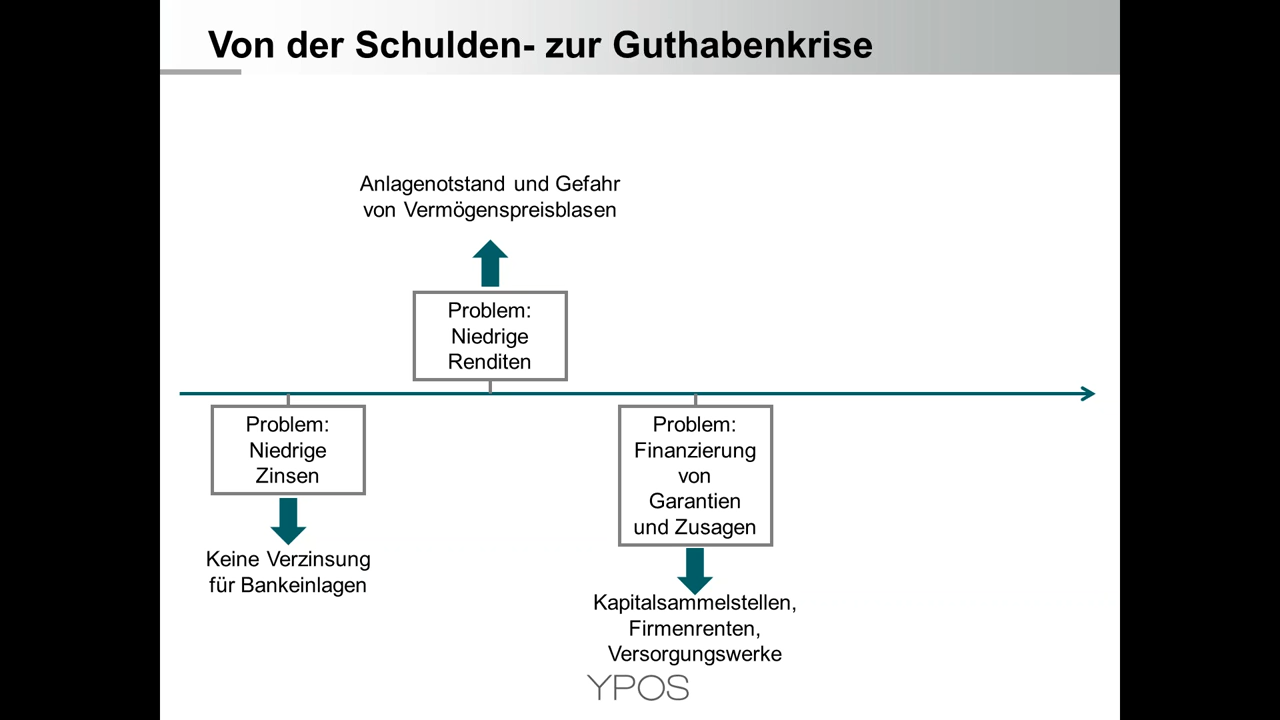 Von der Schulden- zur Guthabenkrise
Anlagenotstand und Gefahr
von Vermögenspreisblasen
Problem:
Niedrige
Renditen
Problem:
Niedrige
Zinsen
Keine Verzinsung
für Bankeinlagen
Problem:
Finanzierung
von
Garantien
und Zusagen
Kapitalsammelstellen,
Firmenrenten,
Versorgungswerke
YPOS